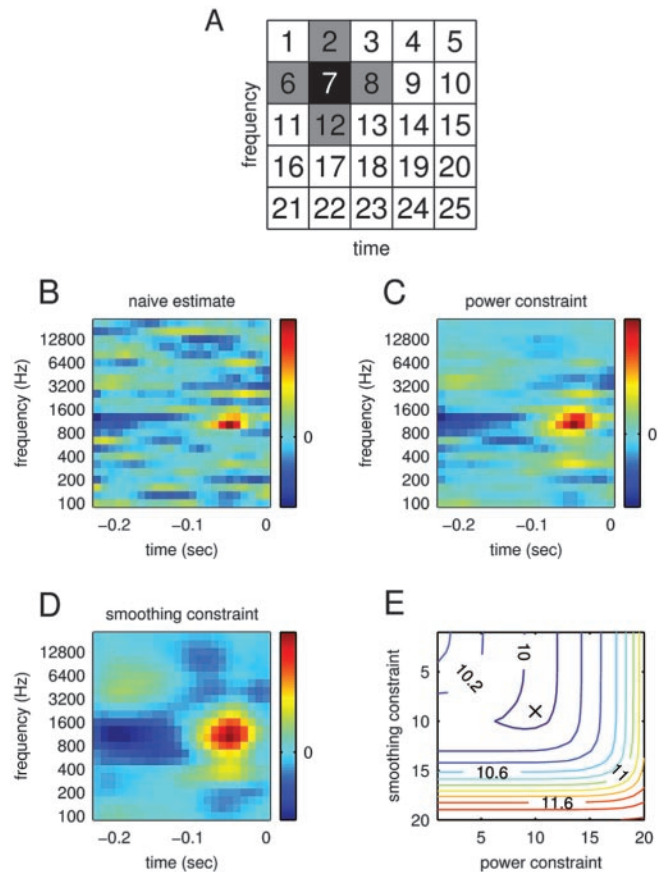 A
1 2 3 4 5
6 7 8 9 10
11 12 13 14 15
16 17 18 19 20
21 22 23 24 25
frequency
time
B
naive estimate
12800
6400
3200
1600
800
400
200
100
frequency (Hz)
−0.2 −0.1 0
time (sec)
0
C
power constraint
12800
6400
3200
1600
800
400
200
100
frequency (Hz)
−0.2 −0.1 0
time (sec)
0
D
smoothing constraint
12800
6400
3200
1600
800
400
200
100
frequency (Hz)
−0.2 −0.1 0
time (sec)
0
E
5
10
15
20
smoothing constraint
10
10.2
10.6
11
11.6
5 10 15 20
power constraint